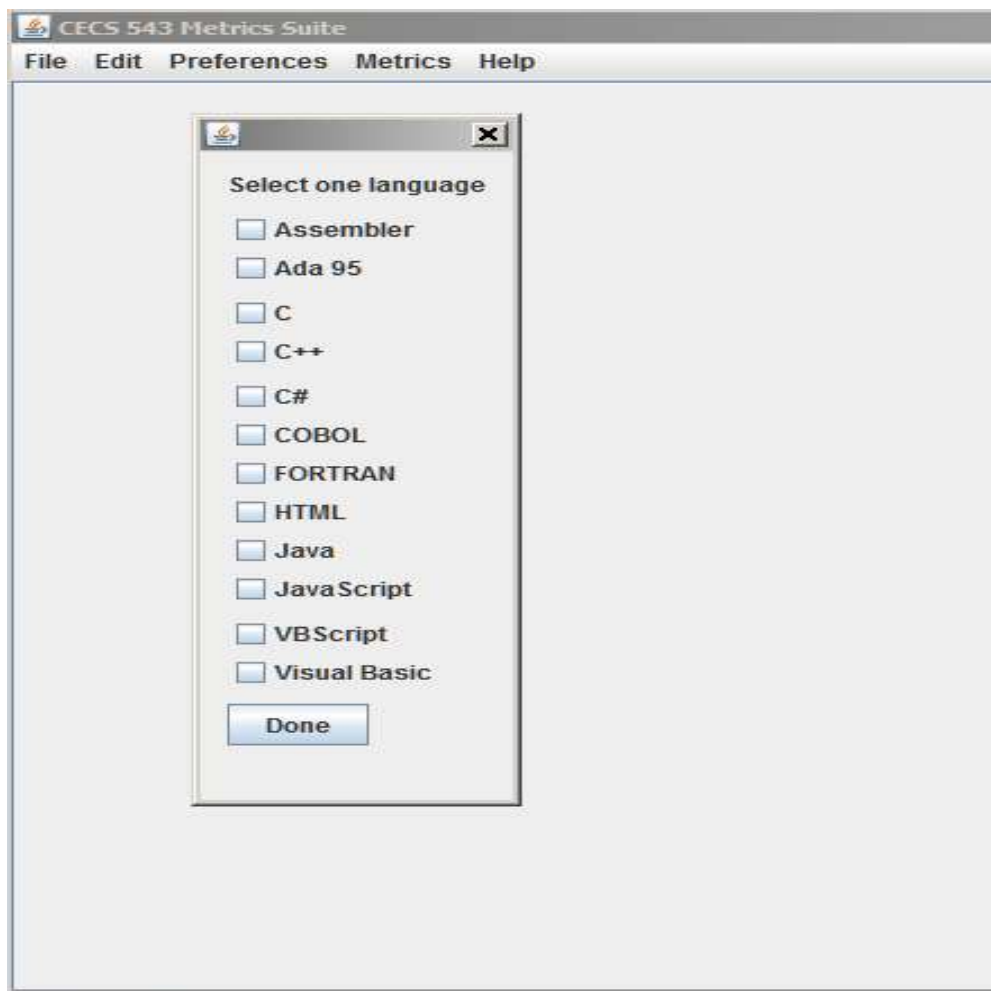 CECS 543 Metrics Suite
File Edit Preferences Metrics Help
Select one language
Assembler
Ada 95
C
C++
C#
COBOL
FORTRAN
HTML
Java
JavaScript
VBScript
Visual Basic
Done